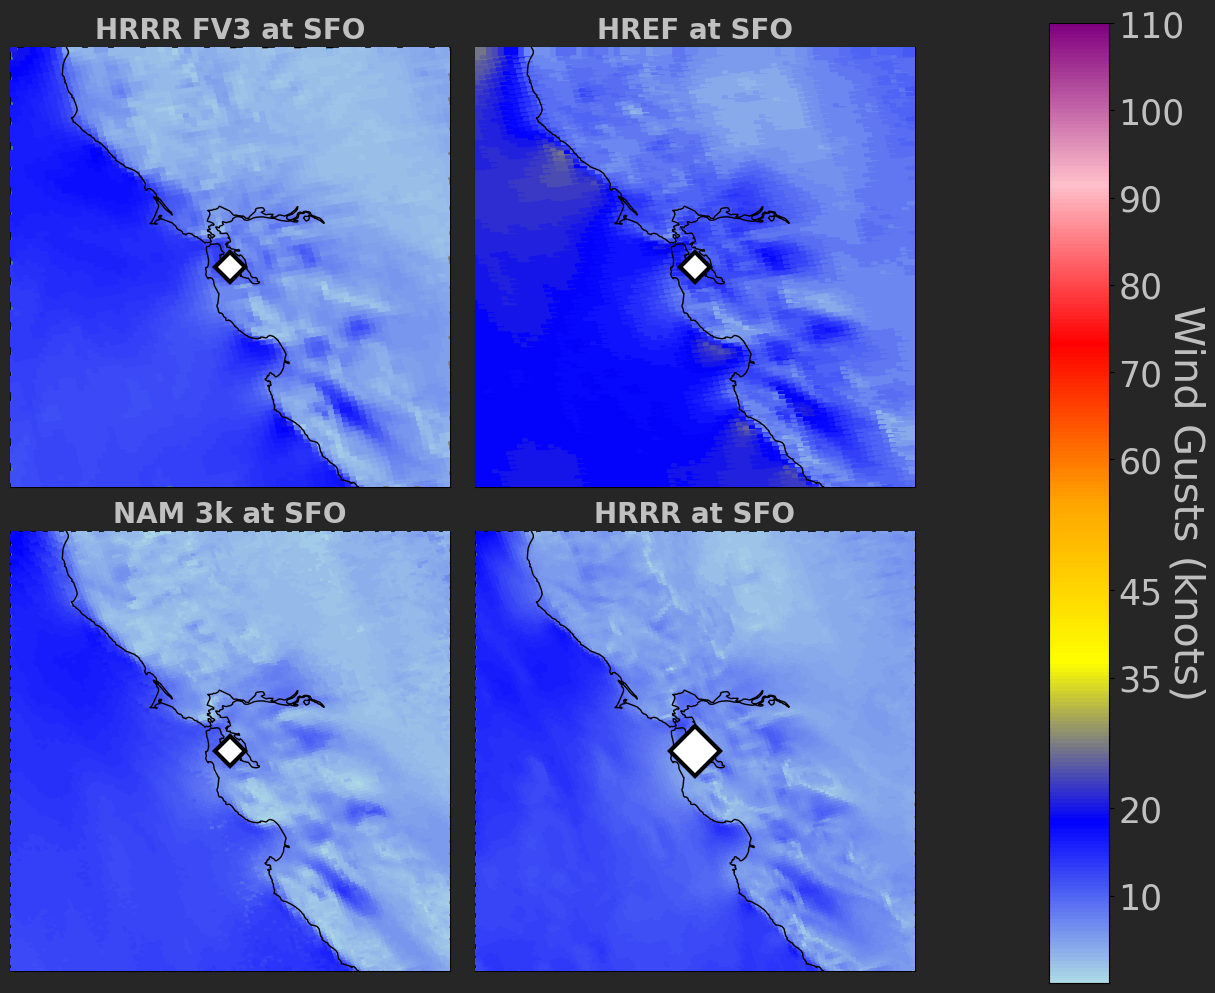 HRRR FV3 at SFO
HREF at SFO
NAM 3k at SFO
HRRR at SFO
110
100
90
80
70
60
45
35
20
10
Wind Gusts (knots)